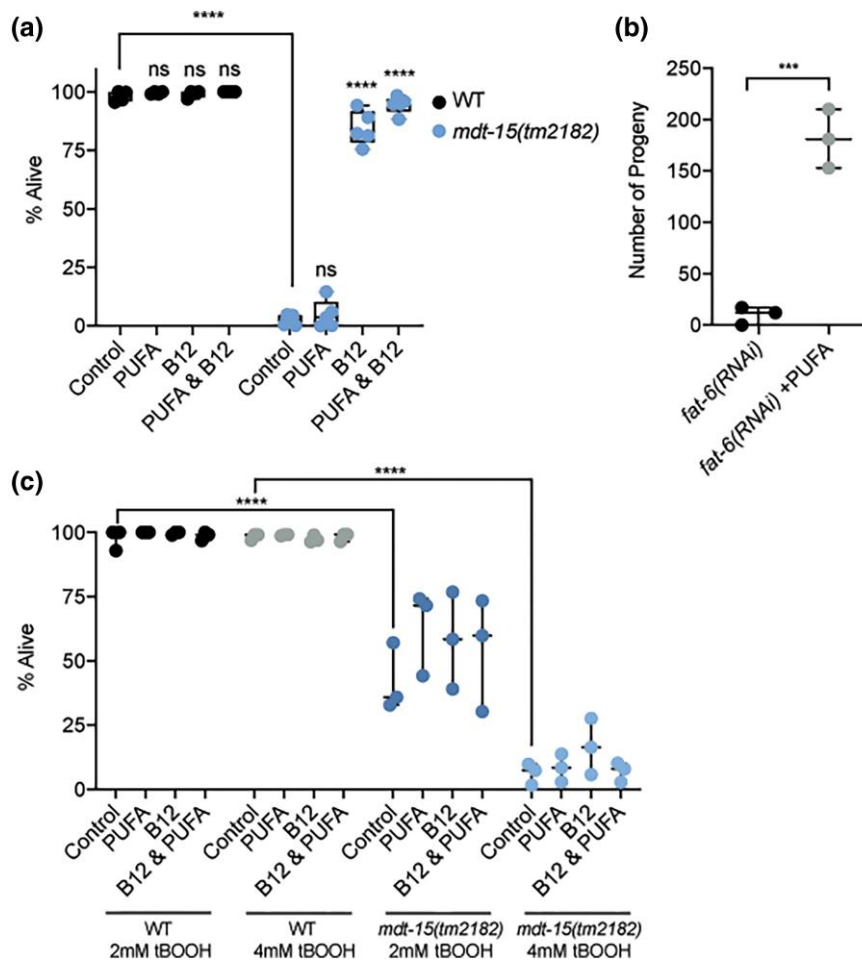 (a)
****
ns ns ns
ns
****
****
WT
mdt-15(tm2182)
% Alive
100
75
50
25
0
Control
PUFA
B12
PUFA & B12
Control
PUFA
B12
PUFA & B12
(b)
***
Number of Progeny
250
200
150
100
50
0
fat-6(RNAi)
fat-6(RNAi) +PUFA
(c)
****
****
% Alive
100
75
50
25
0
Control
PUFA
B12
B12 & PUFA
Control
PUFA
B12
B12 & PUFA
Control
PUFA
B12
B12 & PUFA
Control
PUFA
B12
B12 & PUFA
WT
2mM tBOOH
WT
4mM tBOOH
mdt-15(tm2182)
2mM tBOOH
mdt-15(tm2182)
4mM tBOOH